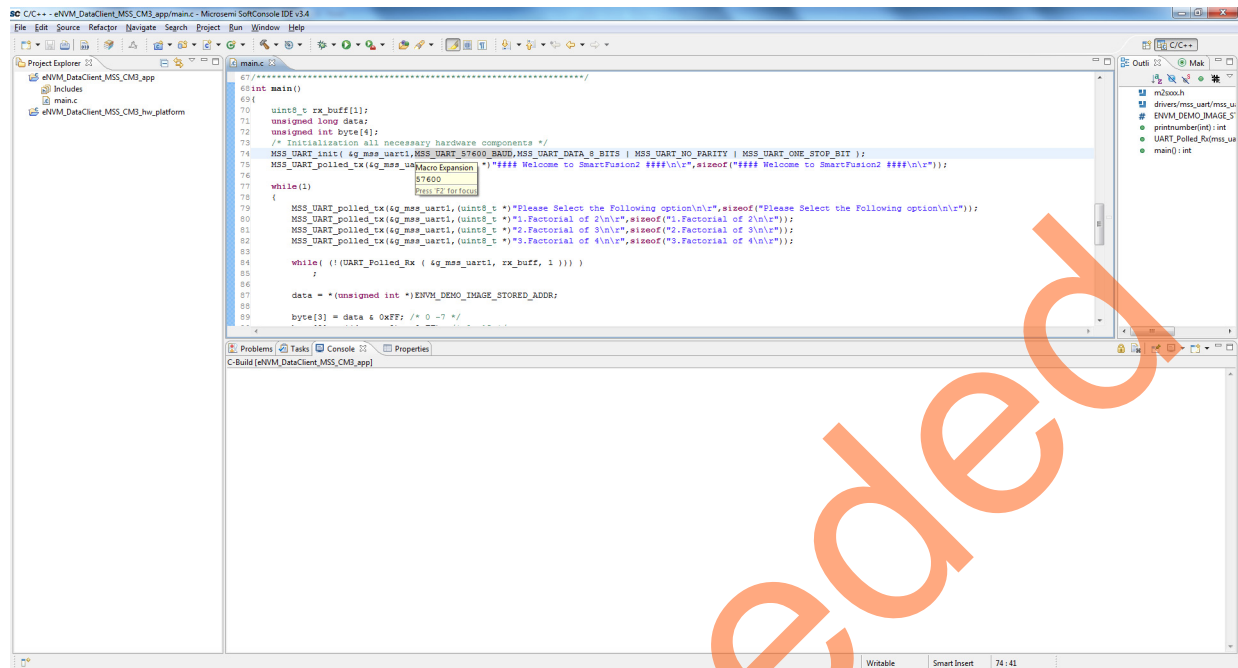 SC C/C++ - eNVM_DataClient_MSS_CM3_app/main.c - Microsemi SoftConsole IDE v3.4
File Edit Source Refactor Navigate Search Project Run Window Help
C/C++
Project Explorer
eNVM_DataClient_MSS_CM3_app
Includes
main.c
eNVM_DataClient_MSS_CM3_hw_platform
main.c
67/**************************************************************/
68int main()
69{
70 uint8_t rx_buff[1];
71 unsigned long data;
72 unsigned int byte[4];
73 /* Initialization all necessary hardware components */
74 MSS_UART_init( &g_mss_uart1,MSS_UART_57600_BAUD,MSS_UART_DATA_8_BITS | MSS_UART_NO_PARITY | MSS_UART_ONE_STOP_BIT );
75 MSS_UART_polled_tx(&g_mss_ua *)"#### Welcome to SmartFusion2 ####\n\r",sizeof("#### Welcome to SmartFusion2 ####\n\r"));
Macro Expansion
57600
Press 'F2' for focus
76
77 while(1)
78 {
79 MSS_UART_polled_tx(&g_mss_uart1,(uint8_t *)"Please Select the Following option\n\r",sizeof("Please Select the Following option\n\r"));
80 MSS_UART_polled_tx(&g_mss_uart1,(uint8_t *)"1.Factorial of 2\n\r",sizeof("1.Factorial of 2\n\r"));
81 MSS_UART_polled_tx(&g_mss_uart1,(uint8_t *)"2.Factorial of 3\n\r",sizeof("2.Factorial of 3\n\r"));
82 MSS_UART_polled_tx(&g_mss_uart1,(uint8_t *)"3.Factorial of 4\n\r",sizeof("3.Factorial of 4\n\r"));
83
84 while( (!(UART_Polled_Rx ( &g_mss_uart1, rx_buff, 1 ))) )
85 ;
86
87 data = *(unsigned int *)ENVM_DEMO_IMAGE_STORED_ADDR;
88
89 byte[3] = data & 0xFF; /* 0 -7 */
Outli Mak
m2sxxx.h
drivers/mss_uart/mss_ua
ENVM_DEMO_IMAGE_S
printnumber(int) : int
UART_Polled_Rx(mss_ua
main() : int
Problems Tasks Console Properties
C-Build [eNVM_DataClient_MSS_CM3_app]
Writable Smart Insert 74 : 41
eded